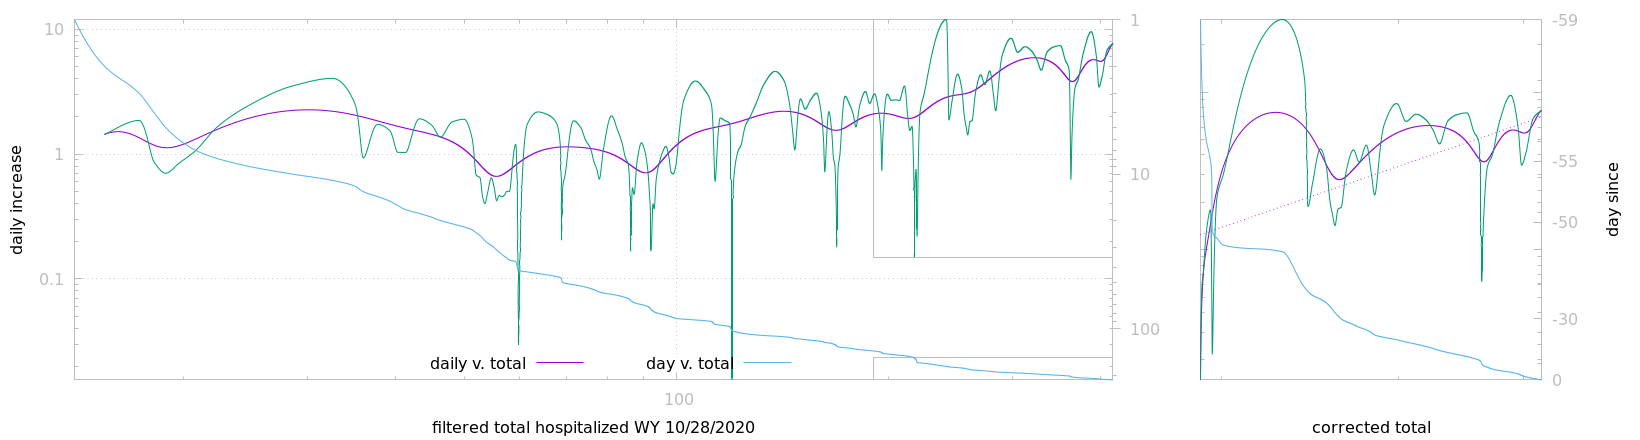 10
1
0.1
daily increase
daily v. total
day v. total
100
filtered total hospitalized WY 10/28/2020
1
10
100
-59
-55
-50
-30
0
day since
corrected total